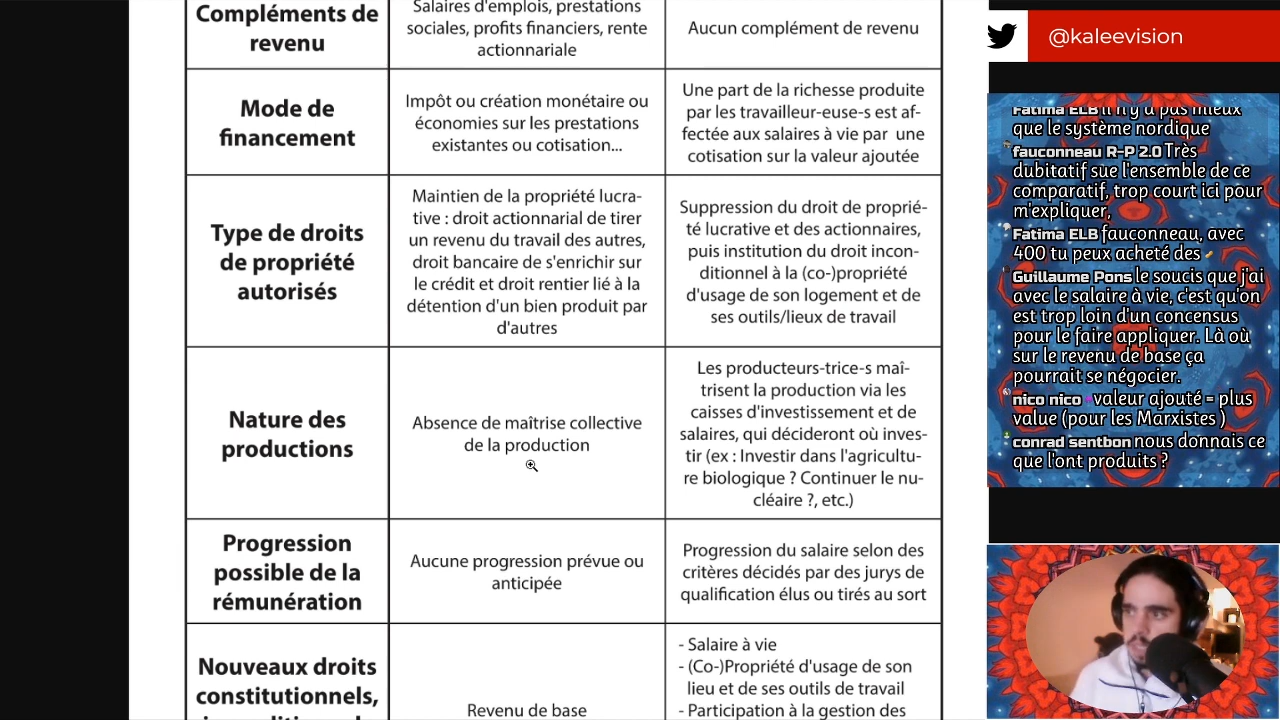 Compléments de
revenu
Salaires d'emplois, prestations
sociales, profits financiers, rente
actionnariale
Aucun complément de revenu
Mode de
financement
Impôt ou création monétaire ou
économies sur les prestations
existantes ou cotisation...
Une part de la richesse produite
par les travailleur-euse-s est af-
fectée aux salaires à vie par une
cotisation sur la valeur ajoutée
Type de droits
de propriété
autorisés
Maintien de la propriété lucra-
tive : droit actionnarial de tirer
un revenu du travail des autres,
droit bancaire de s'enrichir sur
le crédit et droit rentier lié à la
détention d'un bien produit par
d'autres
Suppression du droit de proprié-
té lucrative et des actionnaires,
puis institution du droit incon-
ditionnel à la (co-)propriété
d'usage de son logement et de
ses outils/lieux de travail
Nature des
productions
Absence de maîtrise collective
de la production
Les producteurs-trice-s maî-
trisent la production via les
caisses d'investissement et de
salaires, qui décideront où inves-
tir (ex : Investir dans l'agricultu-
re biologique ? Continuer le nu-
cléaire ?, etc.)
Progression
possible de la
rémunération
Aucune progression prévue ou
anticipée
Progression du salaire selon des
critères décidés par des jurys de
qualification élus ou tirés au sort
Nouveaux droits
constitutionnels,
Revenu de base
- Salaire à vie
- (Co-)Propriété d'usage de son
lieu et de ses outils de travail
- Participation à la gestion des
@kaleevision
Fatima ELB il n'y a pas mieux
que le système nordique
fauconneau R-P 2.0 Très
dubitatif sue l'ensemble de ce
comparatif, trop court ici pour
m'expliquer,
Fatima ELB fauconneau, avec
400 tu peux acheté des
Guillaume Pons le soucis que j'ai
avec le salaire à vie, c'est qu'on
est trop loin d'un concensus
pour le faire appliquer. Là où
sur le revenu de base ça
pourrait se négocier.
nico nico valeur ajouté = plus
value (pour les Marxistes )
conrad sentbon nous donnais ce
que l'ont produits ?